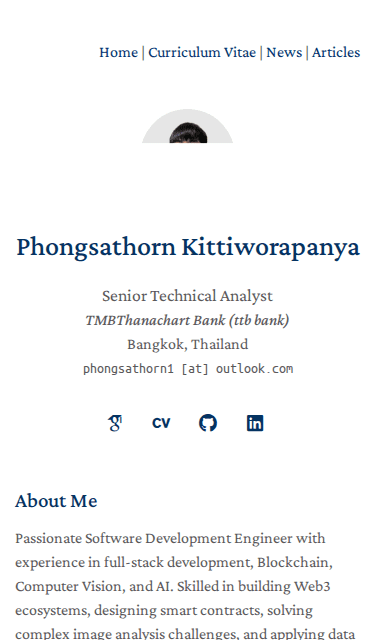 Home | Curriculum Vitae | News | Articles
Phongsathorn Kittiworapanya
Senior Technical Analyst
TMBThanachart Bank (ttb bank)
Bangkok, Thailand
phongsathorn1 [at] outlook.com
CV
About Me
Passionate Software Development Engineer with
experience in full-stack development, Blockchain,
Computer Vision, and AI. Skilled in building Web3
ecosystems, designing smart contracts, solving
complex image analysis challenges, and applying data